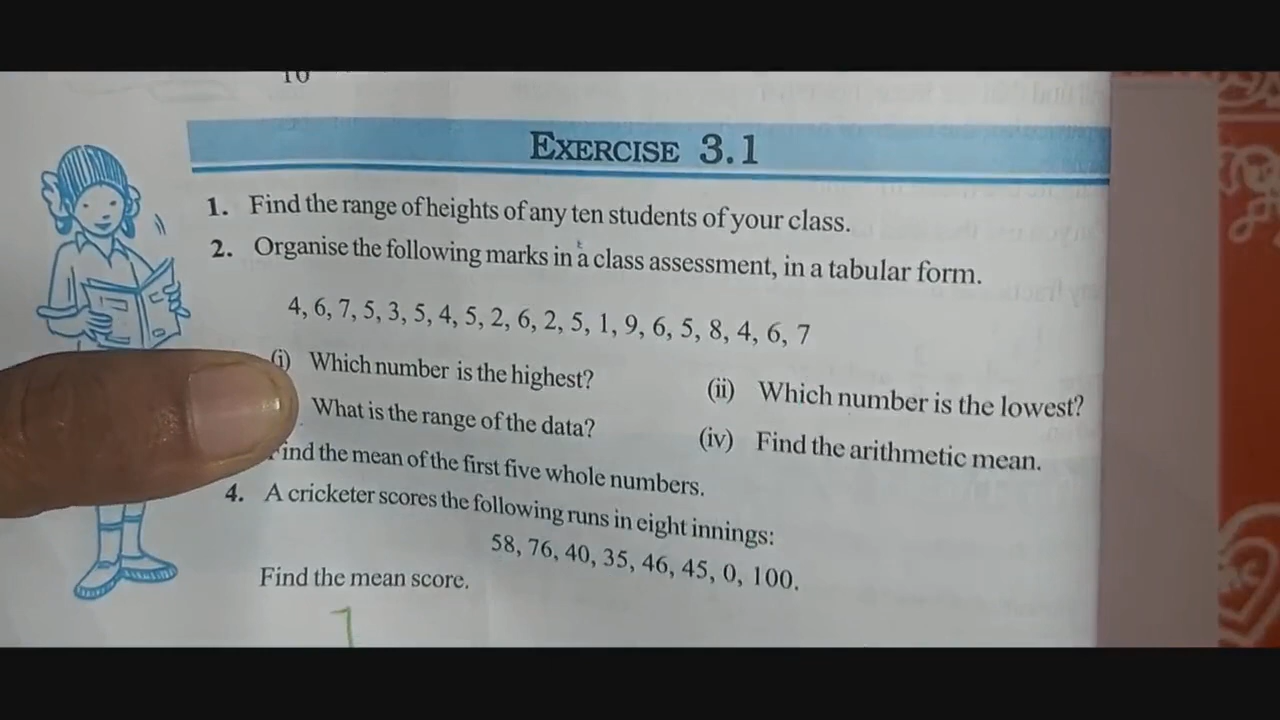 10
EXERCISE 3.1
1. Find the range of heights of any ten students of your class.
2. Organise the following marks in a class assessment, in a tabular form.
4, 6, 7, 5, 3, 5, 4, 5, 2, 6, 2, 5, 1, 9, 6, 5, 8, 4, 6, 7
(i) Which number is the highest? (ii) Which number is the lowest?
What is the range of the data? (iv) Find the arithmetic mean.
Find the mean of the first five whole numbers.
4. A cricketer scores the following runs in eight innings:
58, 76, 40, 35, 46, 45, 0, 100.
Find the mean score.